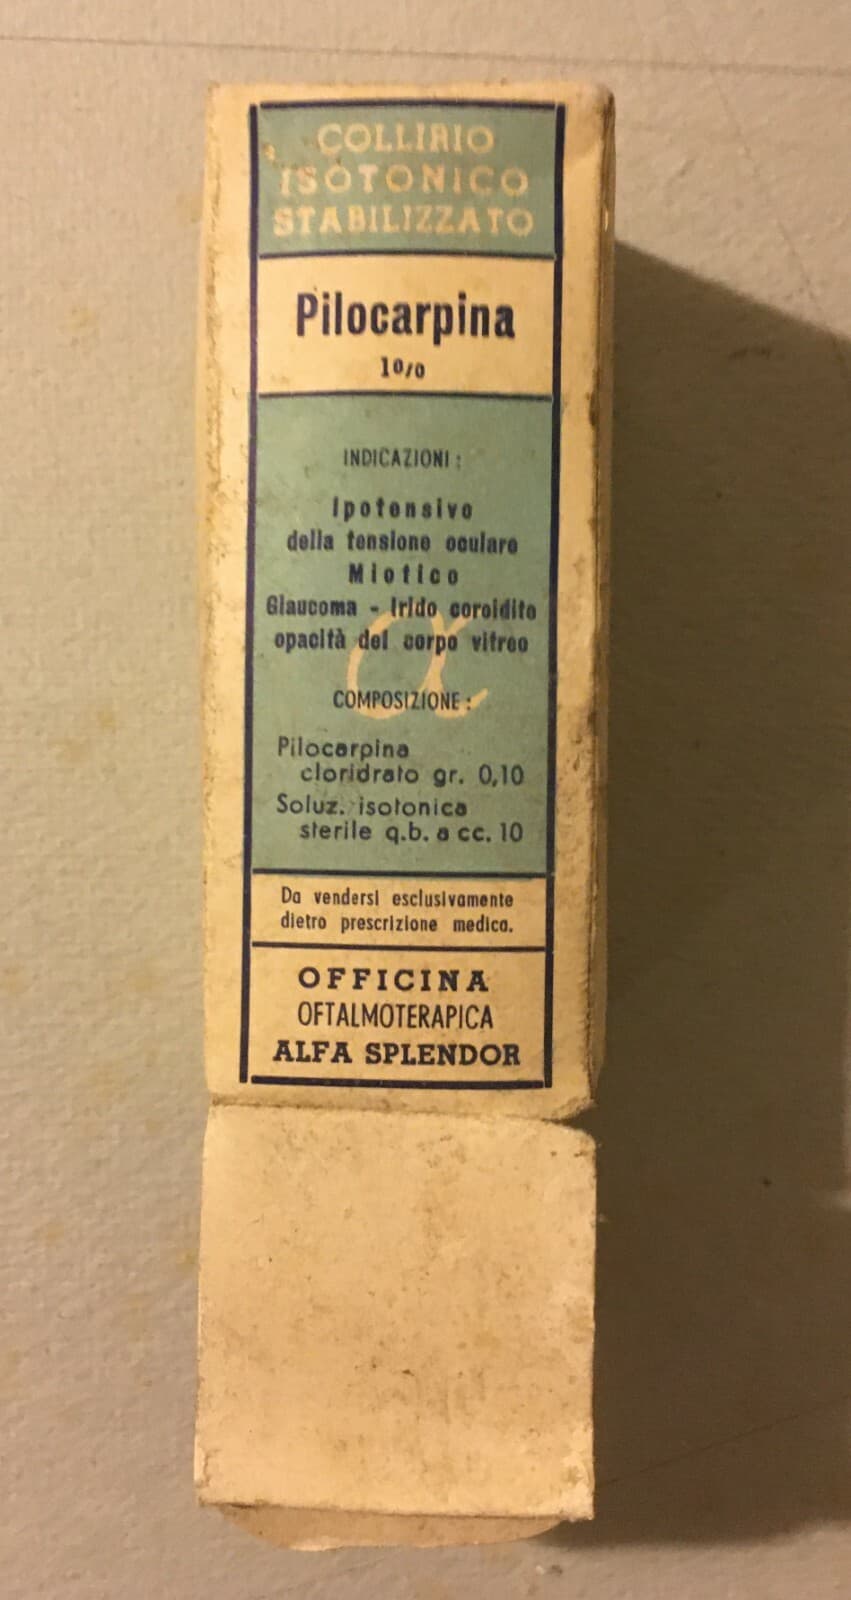 COLLIRIO
ISOTONICO
STABILIZZATO
Pilocarpina
1%
INDICAZIONI :
Ipotensivo
della tensione oculare
Miotico
Glaucoma - Irido coroidite
opacità del corpo vitreo
α
COMPOSIZIONE :
Pilocarpina
cloridrato gr. 0,10
Soluz. isotonica
sterile q.b. a cc. 10
Da vendersi esclusivamente
dietro prescrizione medica.
OFFICINA
OFTALMOTERAPICA
ALFA SPLENDOR